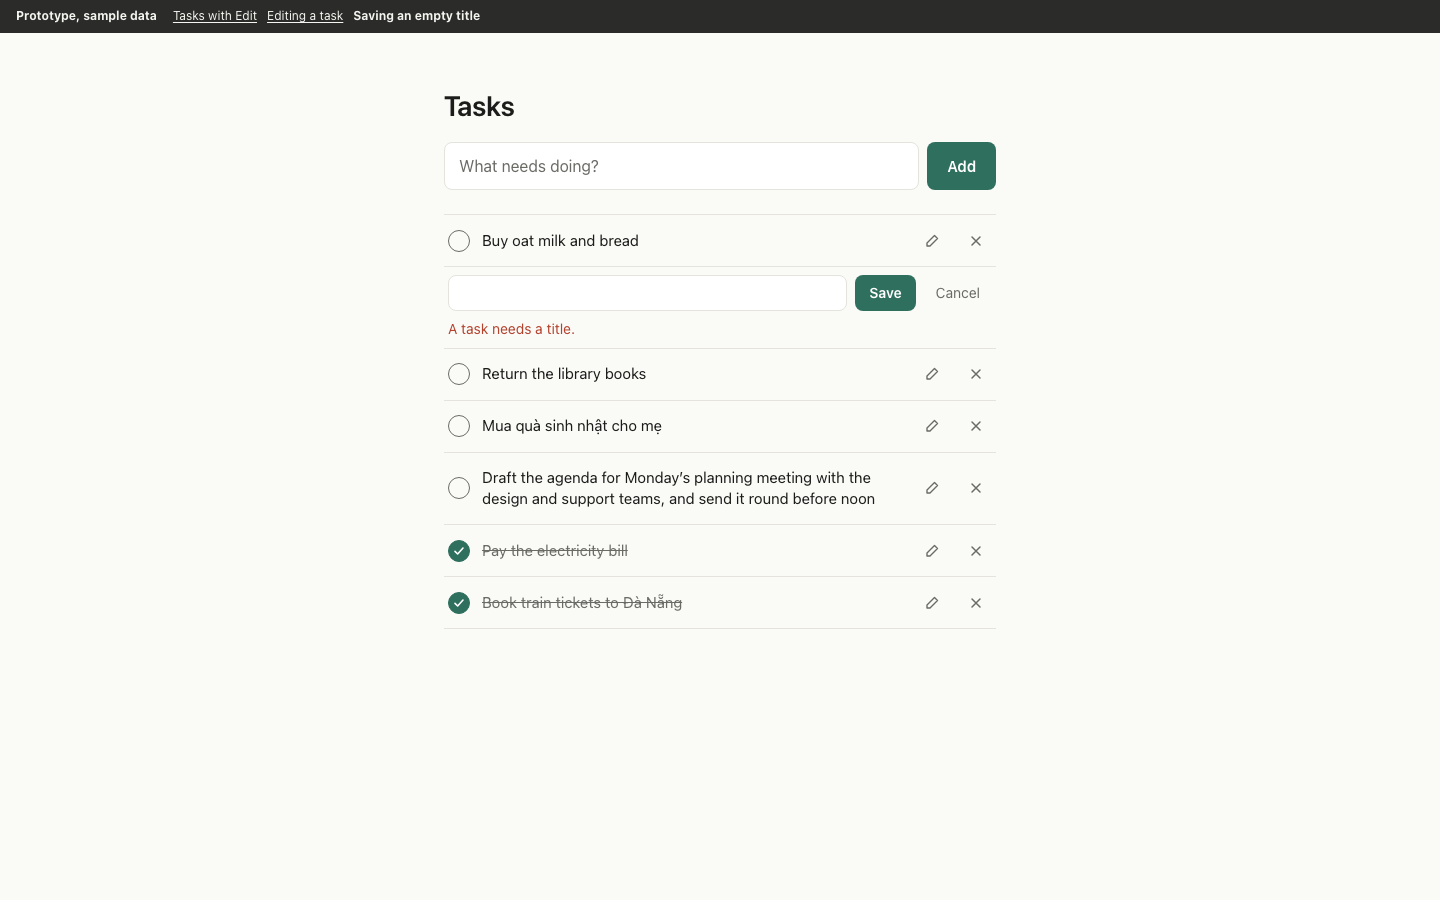 Prototype, sample data Tasks with Edit Editing a task Saving an empty title
Tasks
What needs doing? Add
Buy oat milk and bread
Save Cancel
A task needs a title.
Return the library books
Mua quà sinh nhật cho mẹ
Draft the agenda for Monday’s planning meeting with the
design and support teams, and send it round before noon
Pay the electricity bill
Book train tickets to Đà Nẵng